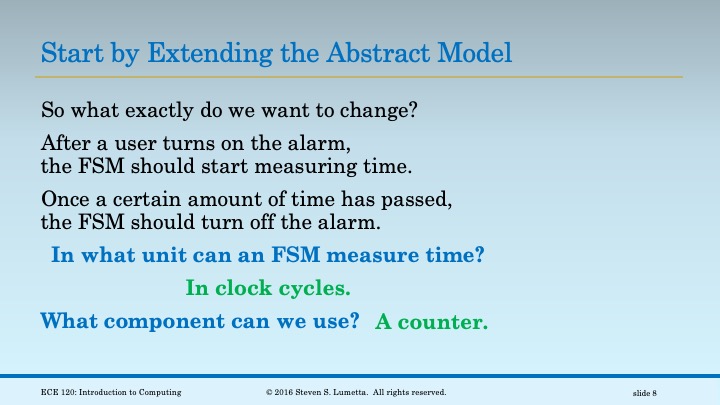 Start by Extending the Abstract Model
So what exactly do we want to change?
After a user turns on the alarm,
the FSM should start measuring time.
Once a certain amount of time has passed,
the FSM should turn off the alarm.
In what unit can an FSM measure time?
In clock cycles.
What component can we use? A counter.
ECE 120: Introduction to Computing © 2016 Steven S. Lumetta. All rights reserved. slide 8